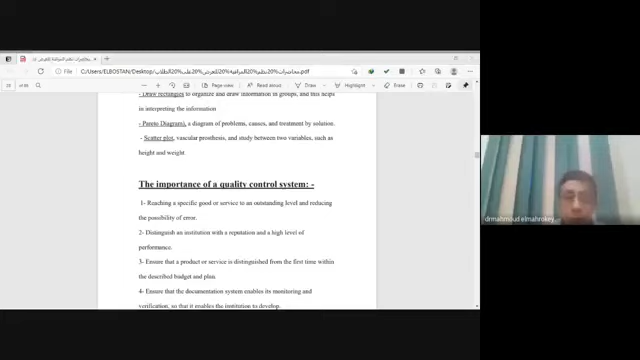 File
C:/Users/ELBOSTAN/Desktop/
.pdf
Page view
Read aloud
Draw
Highlight
Erase
- Draw rectangles to organize and draw information in groups, and this helps
in interpreting the information
- Pareto Diagram), a diagram of problems, causes, and treatment by solution.
- Scatter plot, vascular prosthesis, and study between two variables, such as
height and weight
The importance of a quality control system: -
1- Reaching a specific good or service to an outstanding level and reducing
the possibility of error.
2- Distinguish an institution with a reputation and a high level of
performance.
3- Ensure that a product or service is distinguished from the first time within
the described budget and plan.
4- Ensure that the documentation system enables its monitoring and
verification, so that it enables the institution to develop.
drmahmoud elmahrokey